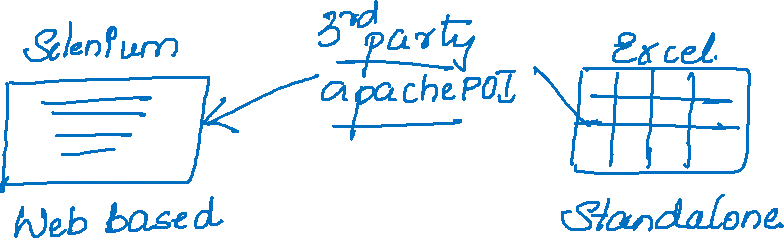 Selenium
3rd party
apachePOI
Excel
Web based
Standalone